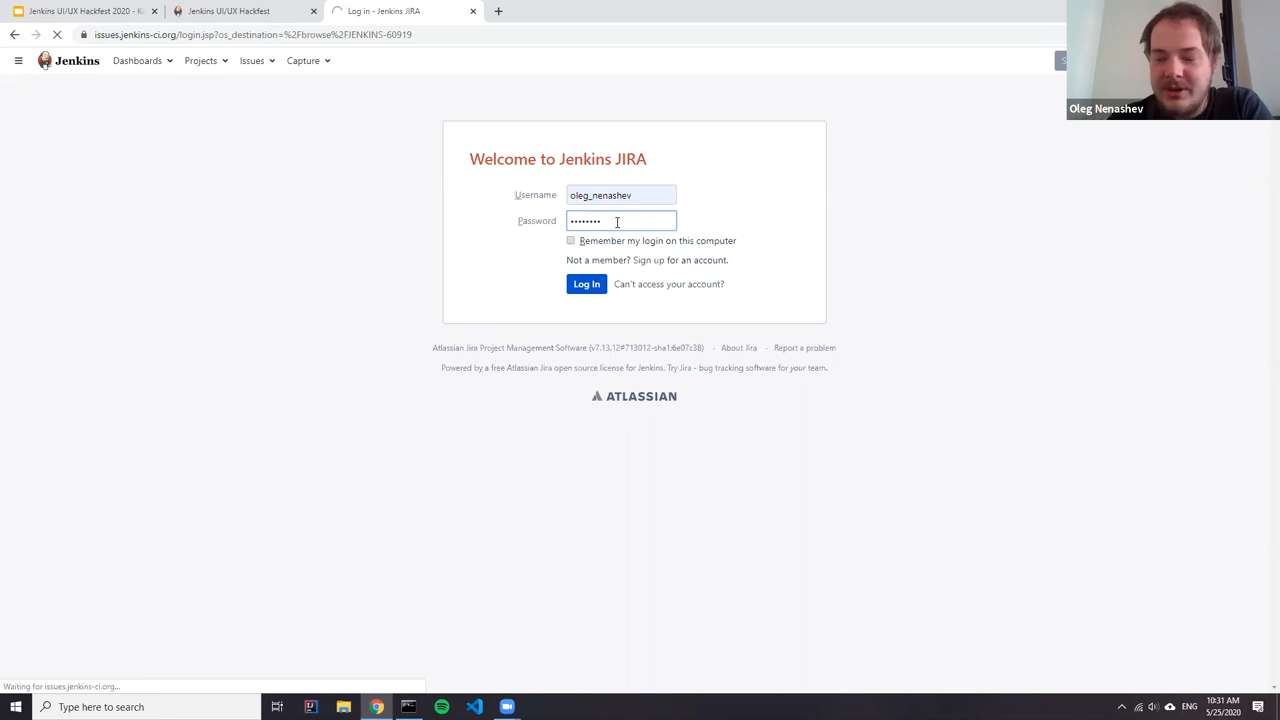 Jenkins UI/UX Hackfest 2020 - Ki
Jenkins UI/UX Hackfest
Log in - Jenkins JIRA
issues.jenkins-ci.org/login.jsp?os_destination=%2Fbrowse%2FJENKINS-60919
Jenkins
Dashboards
Projects
Issues
Capture
Oleg Nenashev
Welcome to Jenkins JIRA
Username
oleg_nenashev
Password
••••••••
Remember my login on this computer
Not a member? Sign up for an account.
Log In
Can't access your account?
Atlassian Jira Project Management Software (v7.13.12#713012-sha1:6e07c38) · About Jira · Report a problem
Powered by a free Atlassian Jira open source license for Jenkins. Try Jira - bug tracking software for your team.
ATLASSIAN
Waiting for issues.jenkins-ci.org...
Type here to search
ENG
10:31 AM
5/25/2020